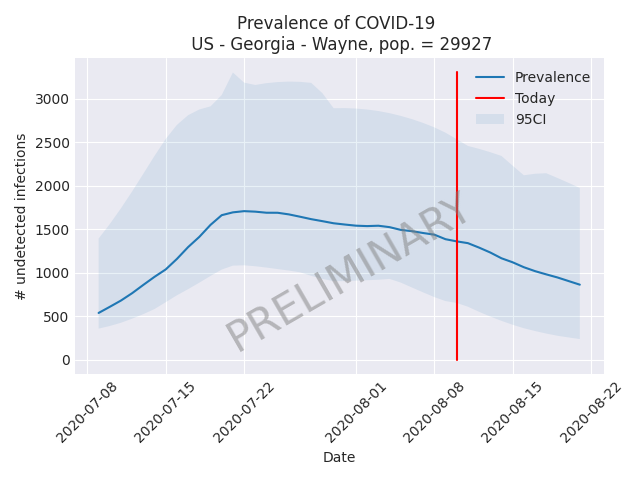 Prevalence of COVID-19
US - Georgia - Wayne, pop. = 29927
# undetected infections
3000
2500
2000
1500
1000
500
0
Prevalence
Today
95CI
PRELIMINARY
2020-07-08
2020-07-15
2020-07-22
2020-08-01
2020-08-08
2020-08-15
2020-08-22
Date